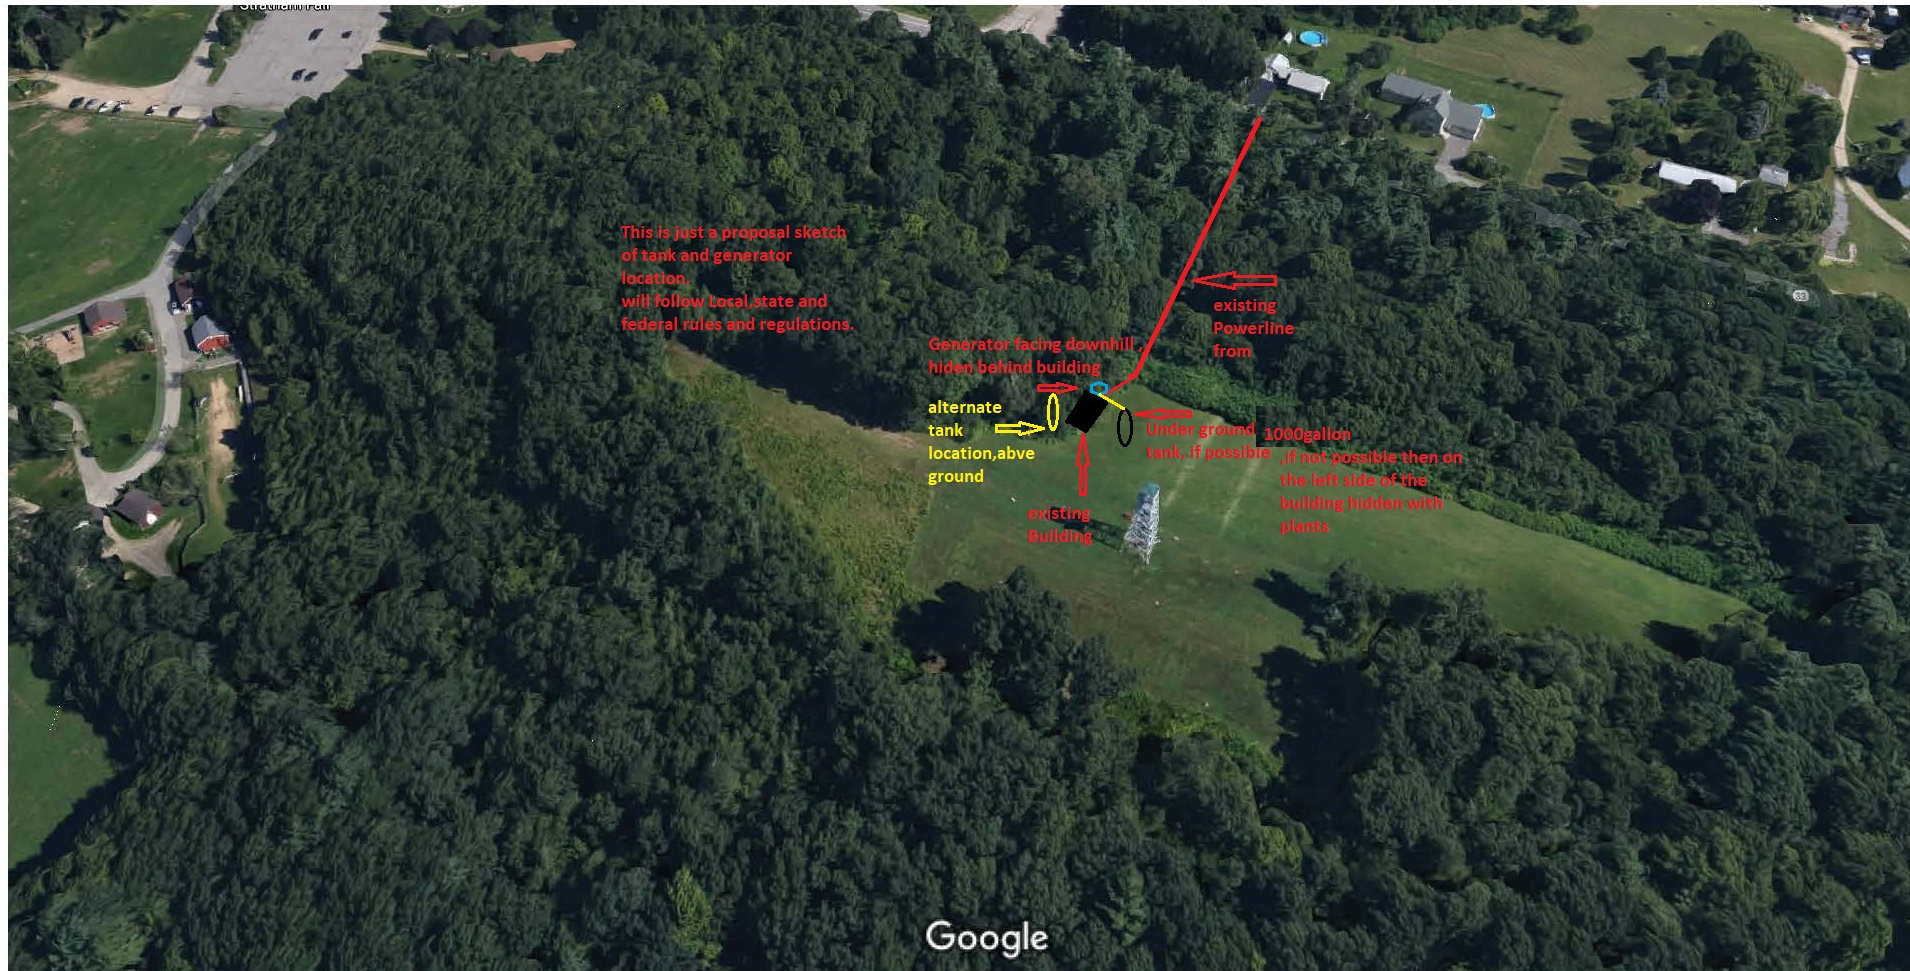 This is just a proposal sketch
of tank and generator
location.
will follow Local,state and
federal rules and regulations.
existing
Powerline
from
33
Generator facing downhill ,
hiden behind building
alternate
tank
location,abve
ground
Under ground
tank, if possible
1000gallon
,if not possible then on
the left side of the
building hidden with
plants
existing
Building
Google